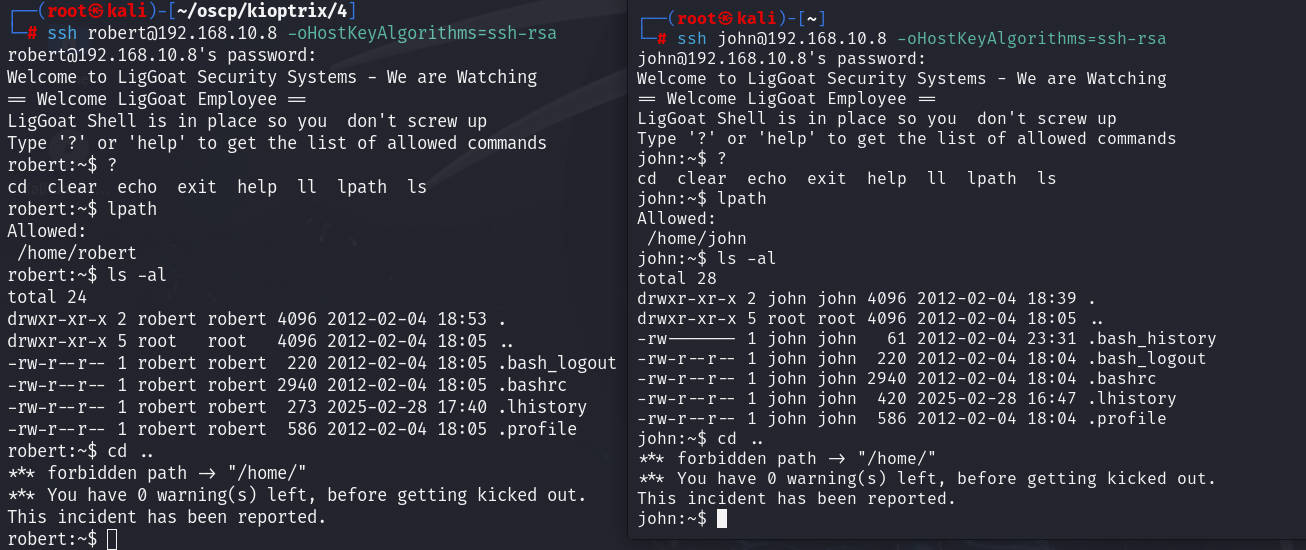 ┌──(root㉿kali)-[~/oscp/kioptrix/4]
└─# ssh robert@192.168.10.8 -oHostKeyAlgorithms=ssh-rsa
robert@192.168.10.8's password:
Welcome to LigGoat Security Systems - We are Watching
== Welcome LigGoat Employee ==
LigGoat Shell is in place so you  don't screw up
Type '?' or 'help' to get the list of allowed commands
robert:~$ ?
cd  clear  echo  exit  help  ll  lpath  ls
robert:~$ lpath
Allowed:
 /home/robert
robert:~$ ls -al
total 24
drwxr-xr-x 2 robert robert 4096 2012-02-04 18:53 .
drwxr-xr-x 5 root   root   4096 2012-02-04 18:05 ..
-rw-r--r-- 1 robert robert  220 2012-02-04 18:05 .bash_logout
-rw-r--r-- 1 robert robert 2940 2012-02-04 18:05 .bashrc
-rw-r--r-- 1 robert robert  273 2025-02-28 17:40 .lhistory
-rw-r--r-- 1 robert robert  586 2012-02-04 18:05 .profile
robert:~$ cd ..
*** forbidden path -> "/home/"
*** You have 0 warning(s) left, before getting kicked out.
This incident has been reported.
robert:~$
┌──(root㉿kali)-[~]
└─# ssh john@192.168.10.8 -oHostKeyAlgorithms=ssh-rsa
john@192.168.10.8's password:
Welcome to LigGoat Security Systems - We are Watching
== Welcome LigGoat Employee ==
LigGoat Shell is in place so you  don't screw up
Type '?' or 'help' to get the list of allowed commands
john:~$ ?
cd  clear  echo  exit  help  ll  lpath  ls
john:~$ lpath
Allowed:
 /home/john
john:~$ ls -al
total 28
drwxr-xr-x 2 john john 4096 2012-02-04 18:39 .
drwxr-xr-x 5 root root 4096 2012-02-04 18:05 ..
-rw------- 1 john john   61 2012-02-04 23:31 .bash_history
-rw-r--r-- 1 john john  220 2012-02-04 18:04 .bash_logout
-rw-r--r-- 1 john john 2940 2012-02-04 18:04 .bashrc
-rw-r--r-- 1 john john  420 2025-02-28 16:47 .lhistory
-rw-r--r-- 1 john john  586 2012-02-04 18:04 .profile
john:~$ cd ..
*** forbidden path -> "/home/"
*** You have 0 warning(s) left, before getting kicked out.
This incident has been reported.
john:~$